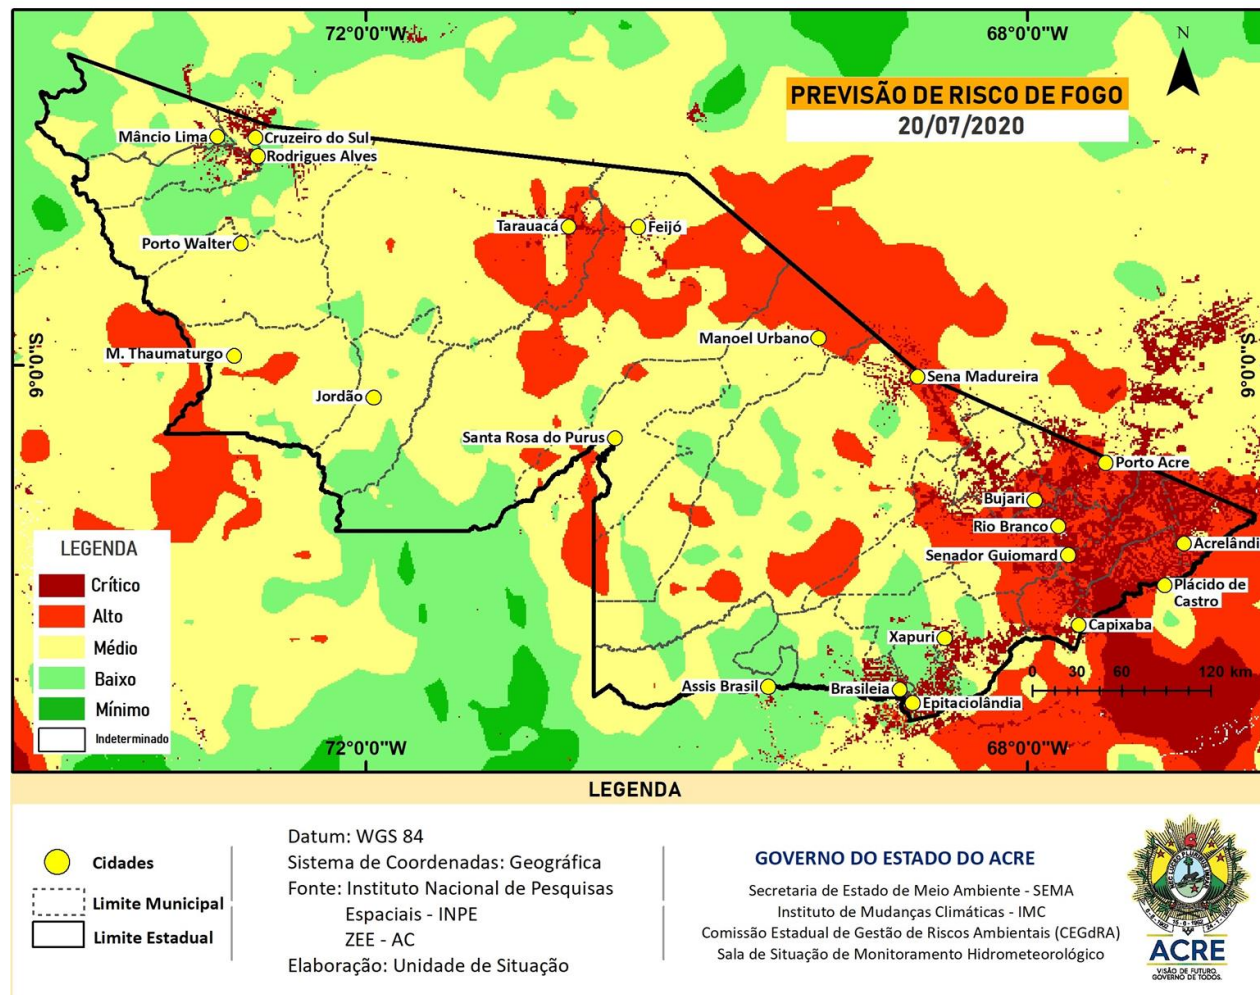 72°0'0"W
68°0'0"W
N
PREVISÃO DE RISCO DE FOGO
20/07/2020
Mâncio Lima
Cruzeiro do Sul
Rodrigues Alves
Porto Walter
Tarauacá
Feijó
Manoel Urbano
M. Thaumaturgo
9°0'0"S
9°0'0"S
Jordão
Sena Madureira
Santa Rosa do Purus
Porto Acre
Bujari
Rio Branco
Senador Guiomard
Acrelândi
Plácido de
Castro
Capixaba
Xapuri
Assis Brasil
Brasileia
Epitaciolândia
0 30 60 120 km
72°0'0"W
68°0'0"W
LEGENDA
Crítico
Alto
Médio
Baixo
Mínimo
Indeterminado
LEGENDA
Cidades
Limite Municipal
Limite Estadual
Datum: WGS 84
Sistema de Coordenadas: Geográfica
Fonte: Instituto Nacional de Pesquisas
Espaciais - INPE
ZEE - AC
Elaboração: Unidade de Situação
GOVERNO DO ESTADO DO ACRE
Secretaria de Estado de Meio Ambiente - SEMA
Instituto de Mudanças Climáticas - IMC
Comissão Estadual de Gestão de Riscos Ambientais (CEGdRA)
Sala de Situação de Monitoramento Hidrometeorológico
ACRE
VISÃO DE FUTURO.
GOVERNO DE TODOS.